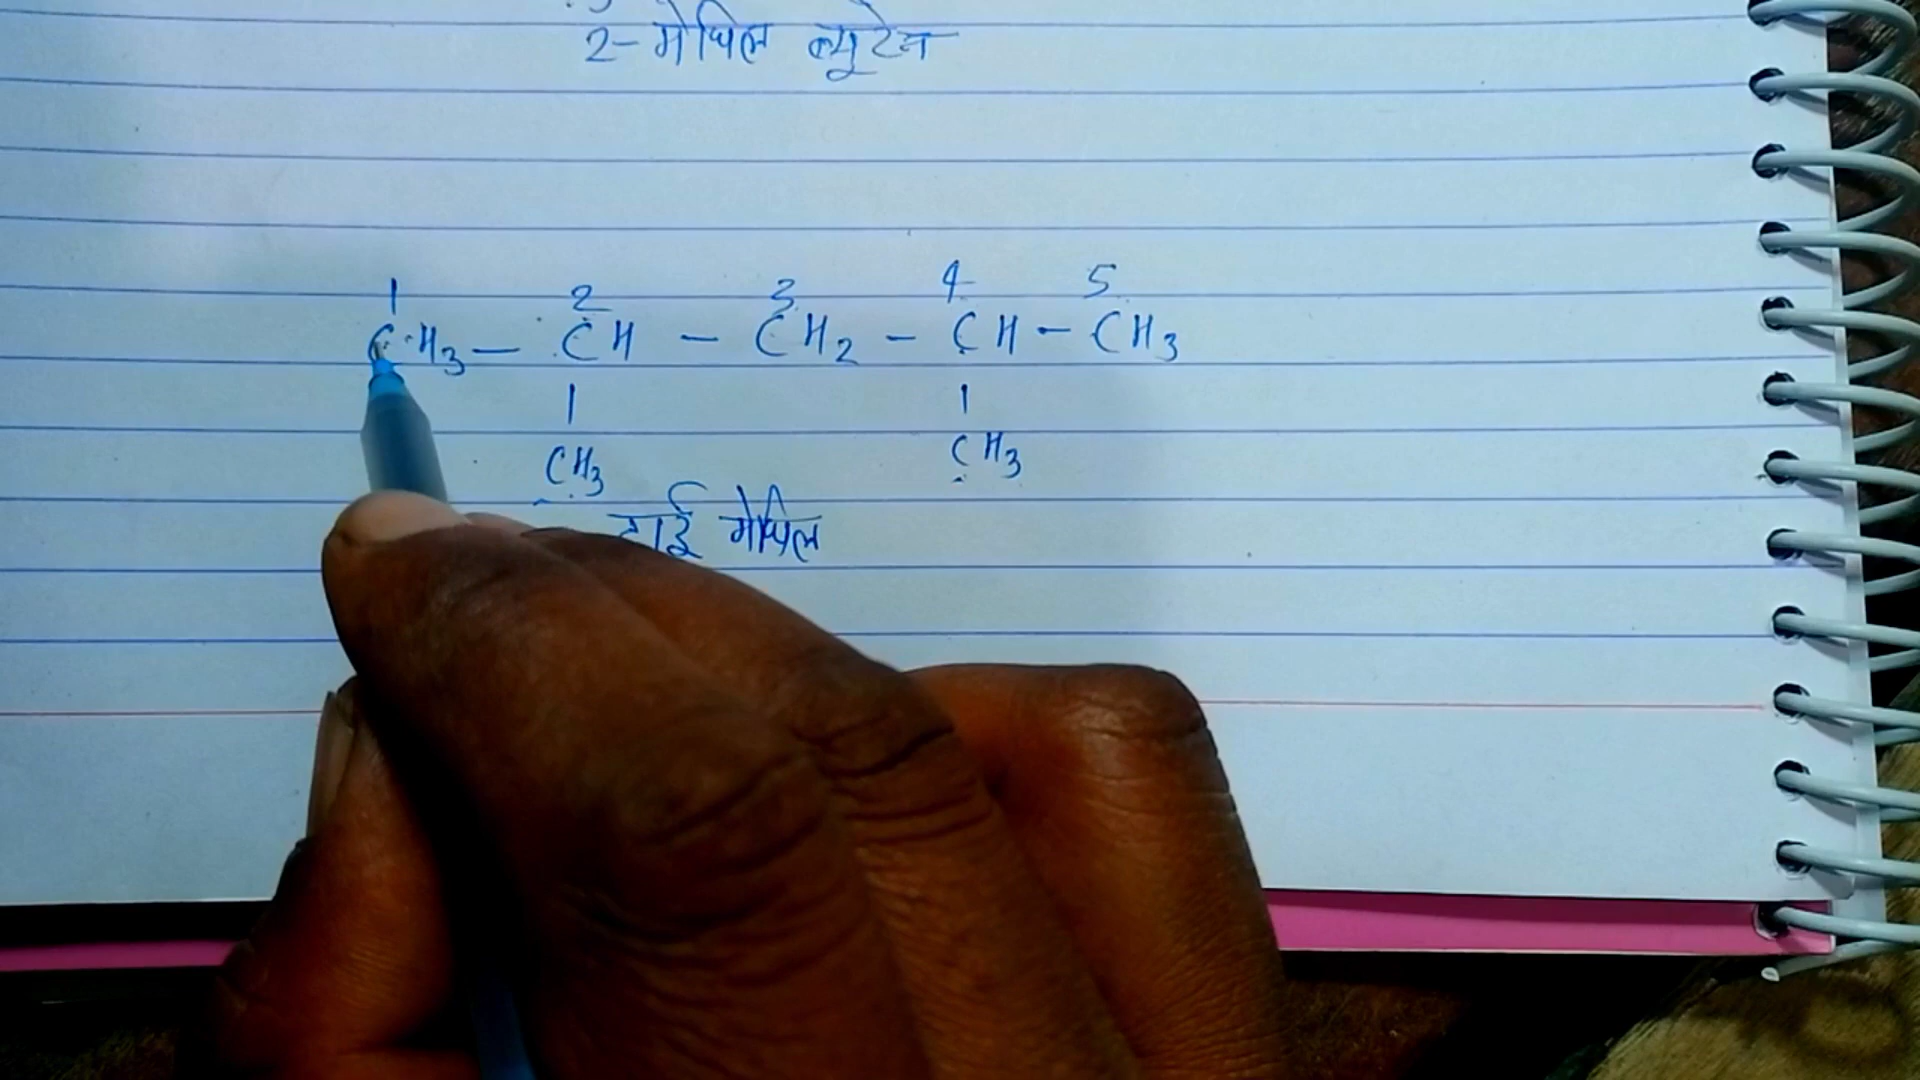 2-मेथिल ब्यूटेन
1 2 3 4 5
CH3 — CH — CH2 — CH — CH3
| |
CH3 CH3
डाई मेथिल